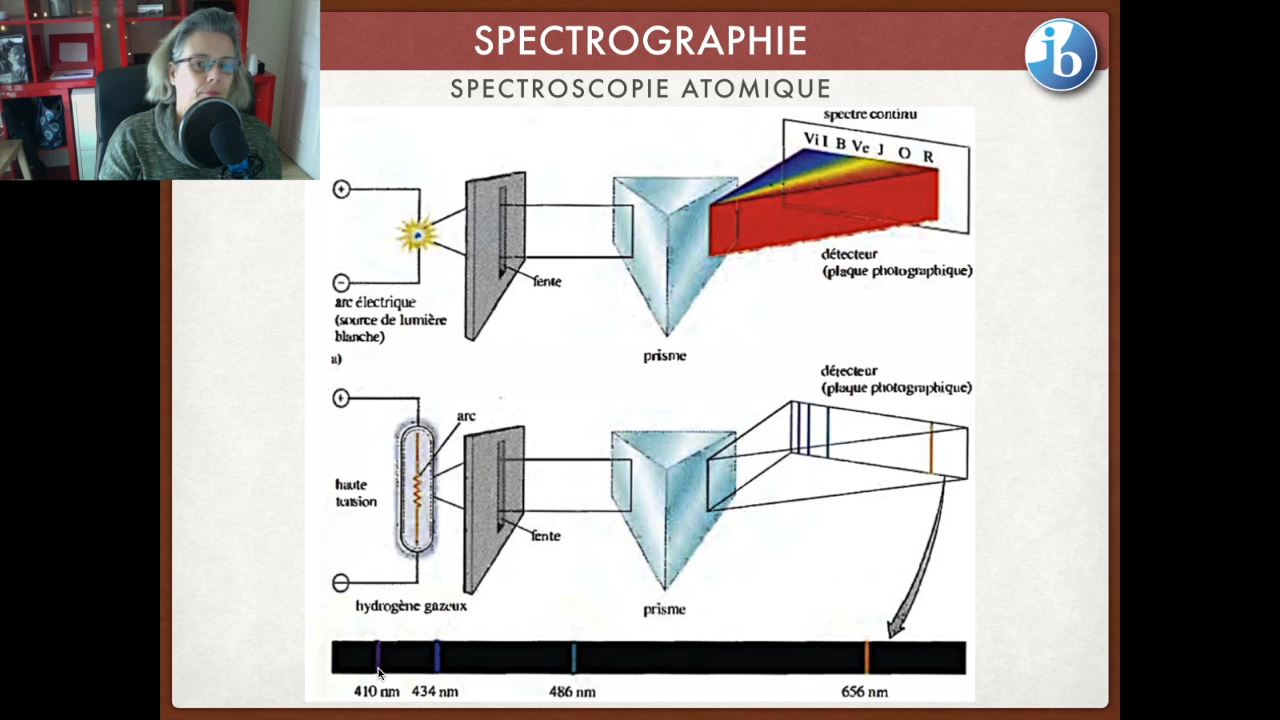 SPECTROGRAPHIE
ib
SPECTROSCOPIE ATOMIQUE
spectre continu
Vi I B Ve J O R
+
détecteur
(plaque photographique)
fente
−
arc électrique
(source de lumière
blanche)
a)
prisme
détecteur
(plaque photographique)
+
arc
haute
tension
fente
−
hydrogène gazeux
prisme
410 nm 434 nm 486 nm 656 nm